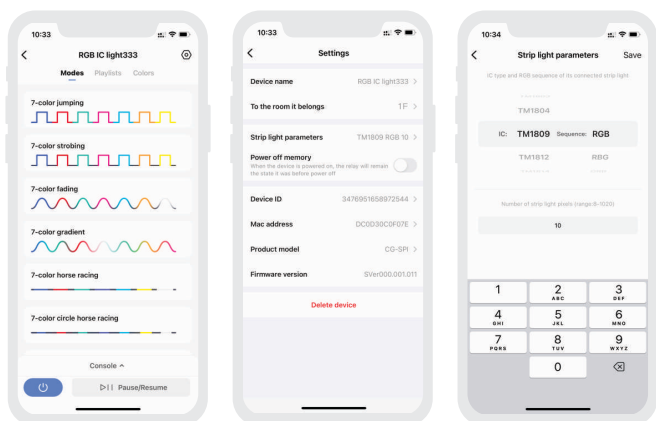 10:33
RGB IC light333
Modes Playlists Colors
7-color jumping
7-color strobing
7-color fading
7-color gradient
7-color horse racing
7-color circle horse racing
Console
Pause/Resume
10:33
Settings
Device name RGB IC light333
To the room it belongs 1F
Strip light parameters TM1809 RGB 10
Power off memory
When the device is powered on, the relay will remain
the state it was before power off
Device ID 3476951658972544
Mac address DC0D30C0F07E
Product model CG-SPI
Firmware version SVer000.001.011
Delete device
10:34
Strip light parameters Save
IC type and RGB sequence of its connected strip light
TM1804
IC: TM1809 Sequence: RGB
TM1812 RBG
Number of strip light pixels (range:6-1020)
10
1 2 3
ABC DEF
4 5 6
GHI JKL MNO
7 8 9
PQRS TUV WXYZ
0